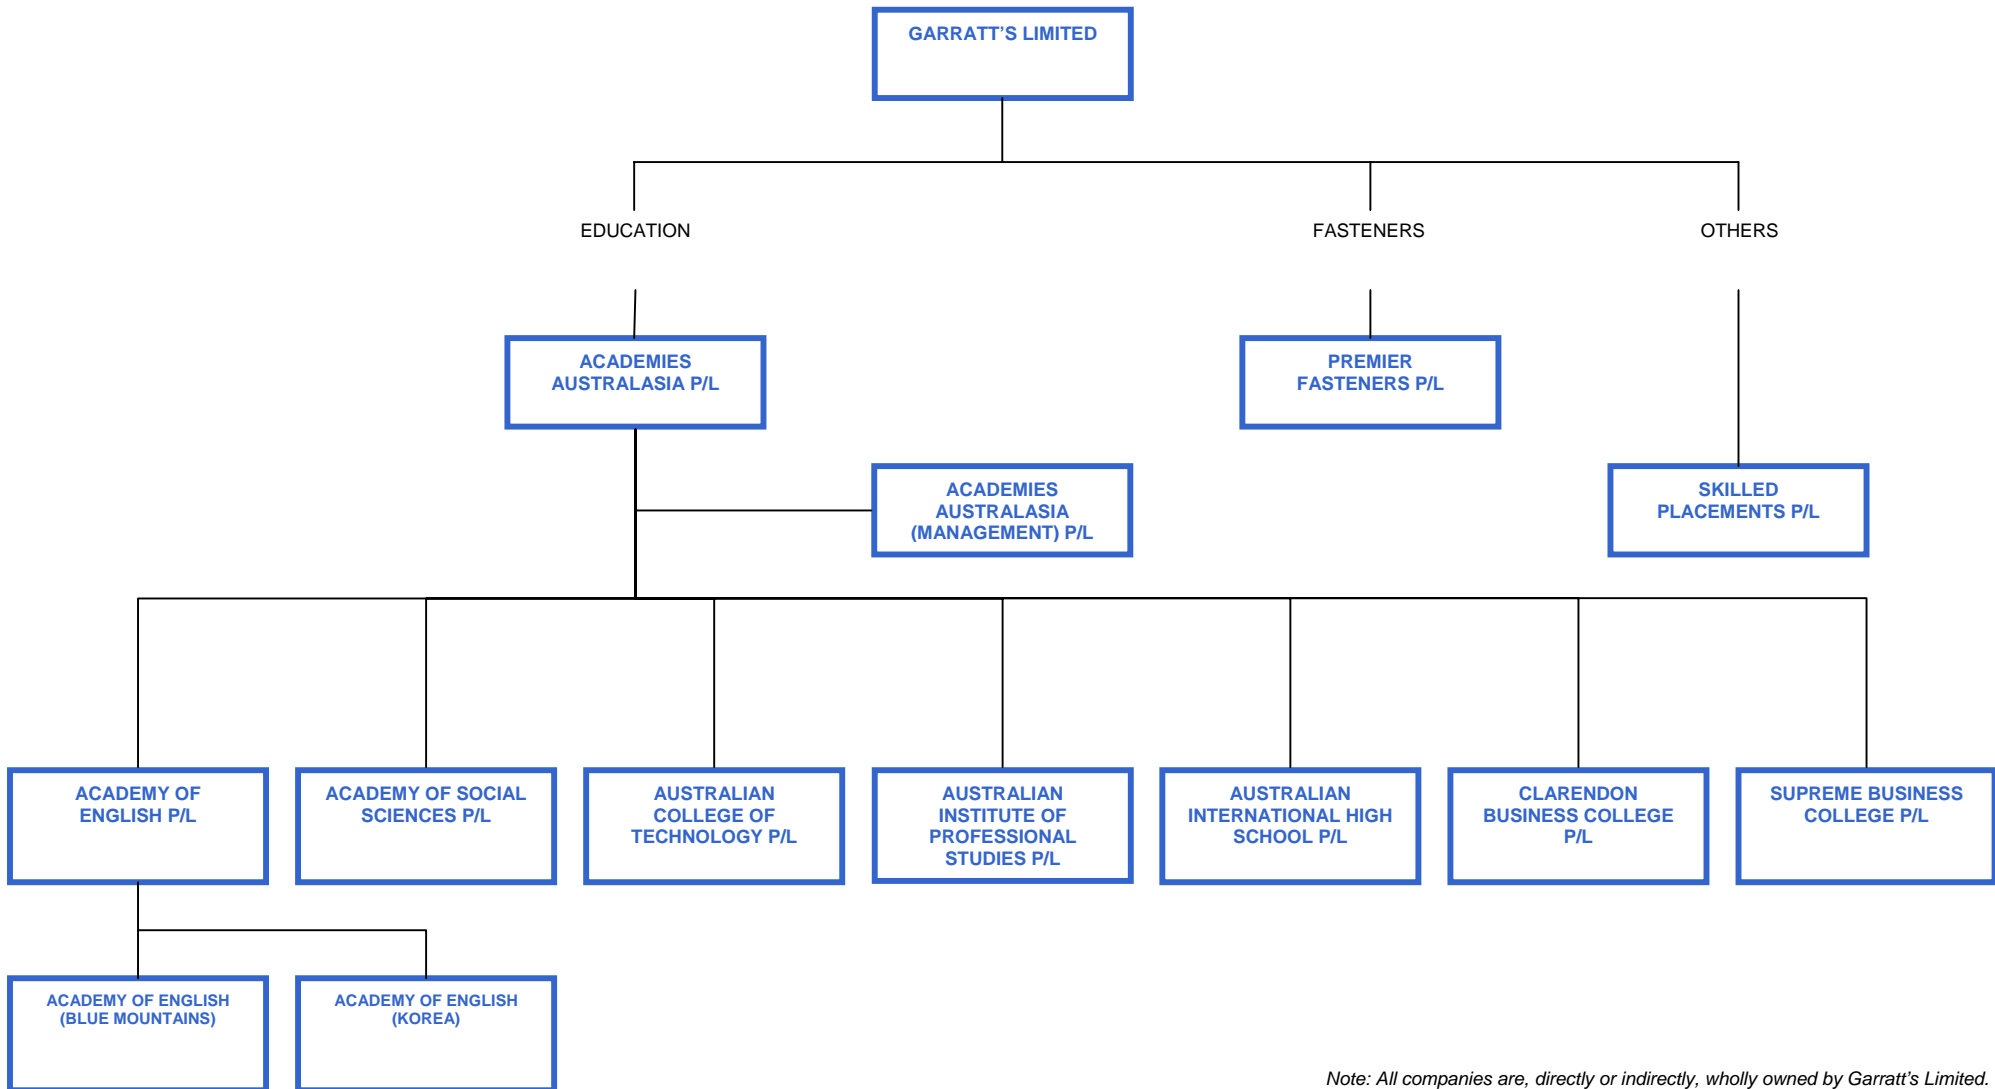 GARRATT’S LIMITED
EDUCATION
FASTENERS
OTHERS
ACADEMIES
AUSTRALASIA P/L
PREMIER
FASTENERS P/L
ACADEMIES
AUSTRALASIA
(MANAGEMENT) P/L
SKILLED
PLACEMENTS P/L
ACADEMY OF
ENGLISH P/L
ACADEMY OF SOCIAL
SCIENCES P/L
AUSTRALIAN
COLLEGE OF
TECHNOLOGY P/L
AUSTRALIAN
INSTITUTE OF
PROFESSIONAL
STUDIES P/L
AUSTRALIAN
INTERNATIONAL HIGH
SCHOOL P/L
CLARENDON
BUSINESS COLLEGE
P/L
SUPREME BUSINESS
COLLEGE P/L
ACADEMY OF ENGLISH
(BLUE MOUNTAINS)
ACADEMY OF ENGLISH
(KOREA)
Note: All companies are, directly or indirectly, wholly owned by Garratt’s Limited.